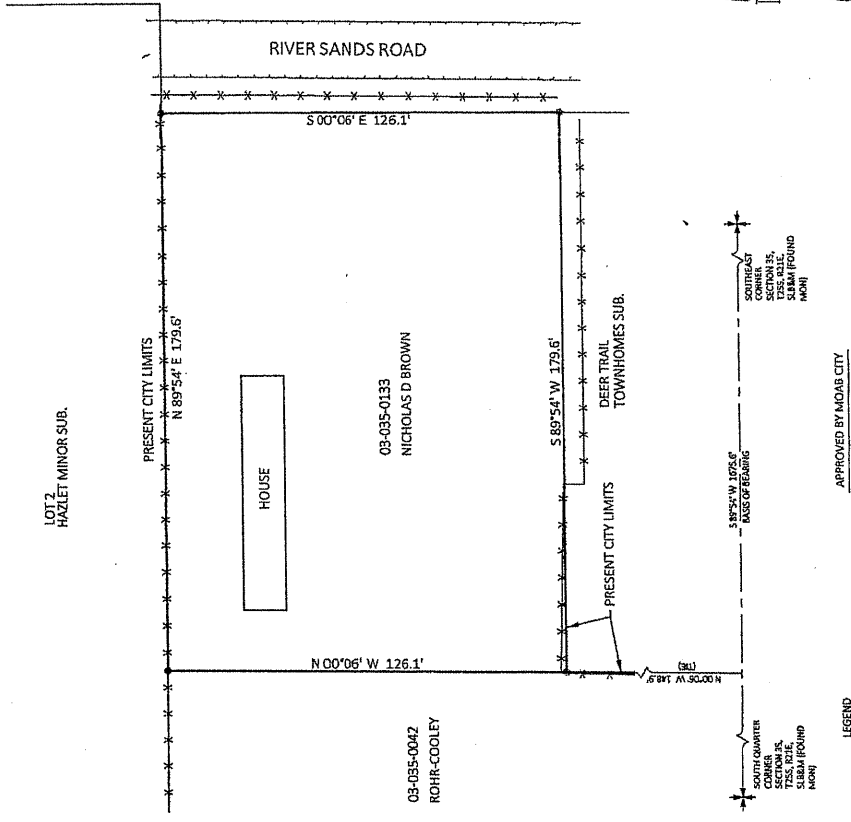 RIVER SANDS ROAD
S 00°06' E 126.1'
LOT 2
HAZLET MINOR SUB.
PRESENT CITY LIMITS
N 89°54' E 179.6'
HOUSE
03-035-0133
NICHOLAS D BROWN
S 89°54' W 179.6'
DEER TRAIL
TOWNHOMES SUB.
PRESENT CITY LIMITS
N 00°06' W 126.1'
03-035-0042
ROHR-COOLEY
N 00°06' W 148.9'
(TIE)
SOUTHEAST
CORNER
SECTION 35,
T25S, R21E,
SLB&M (FOUND
MON)
S 89°54' W 1675.6'
BASIS OF BEARING
SOUTH QUARTER
CORNER
SECTION 35,
T25S, R21E,
SLB&M (FOUND
MON)
APPROVED BY MOAB CITY
LEGEND